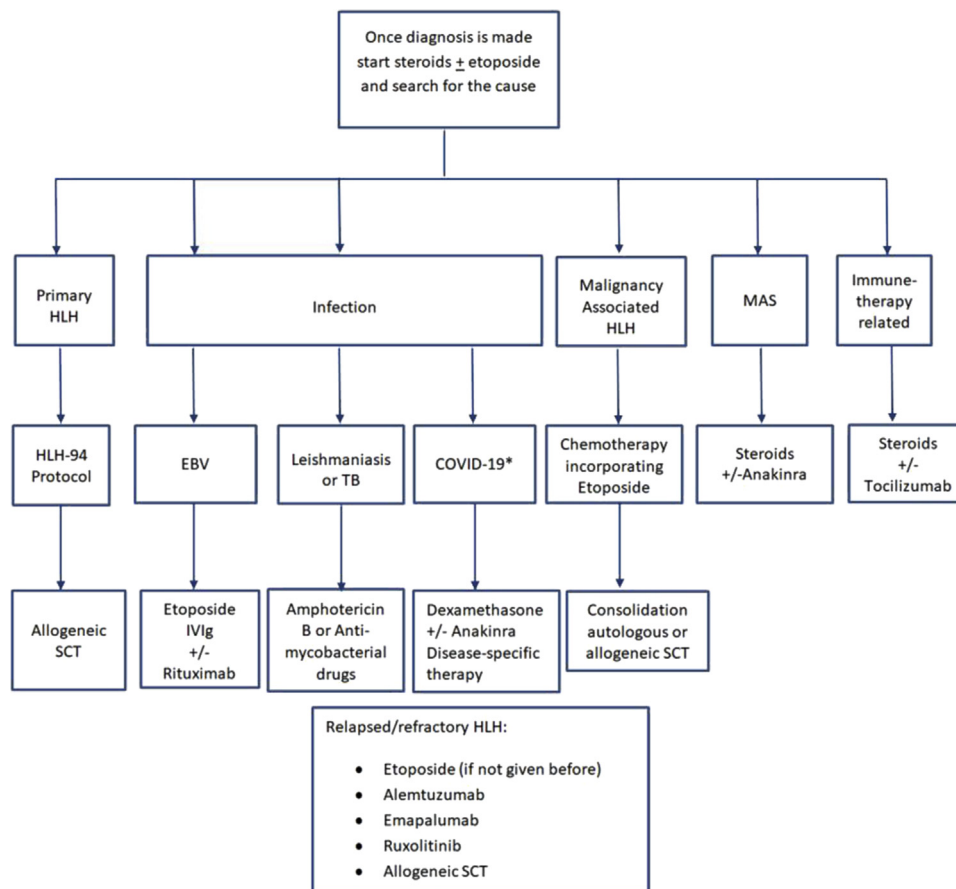 Once diagnosis is made
start steroids ± etoposide
and search for the cause
Primary
HLH
Infection
Malignancy
Associated
HLH
MAS
Immune-
therapy
related
HLH-94
Protocol
EBV
Leishmaniasis
or TB
COVID-19*
Chemotherapy
incorporating
Etoposide
Steroids
+/-Anakinra
Steroids
+/-
Tocilizumab
Allogeneic
SCT
Etoposide
IVIg
+/-
Rituximab
Amphotericin
B or Anti-
mycobacterial
drugs
Dexamethasone
+/- Anakinra
Disease-specific
therapy
Consolidation
autologous or
allogeneic SCT
Relapsed/refractory HLH:
• Etoposide (if not given before)
• Alemtuzumab
• Emapalumab
• Ruxolitinib
• Allogeneic SCT